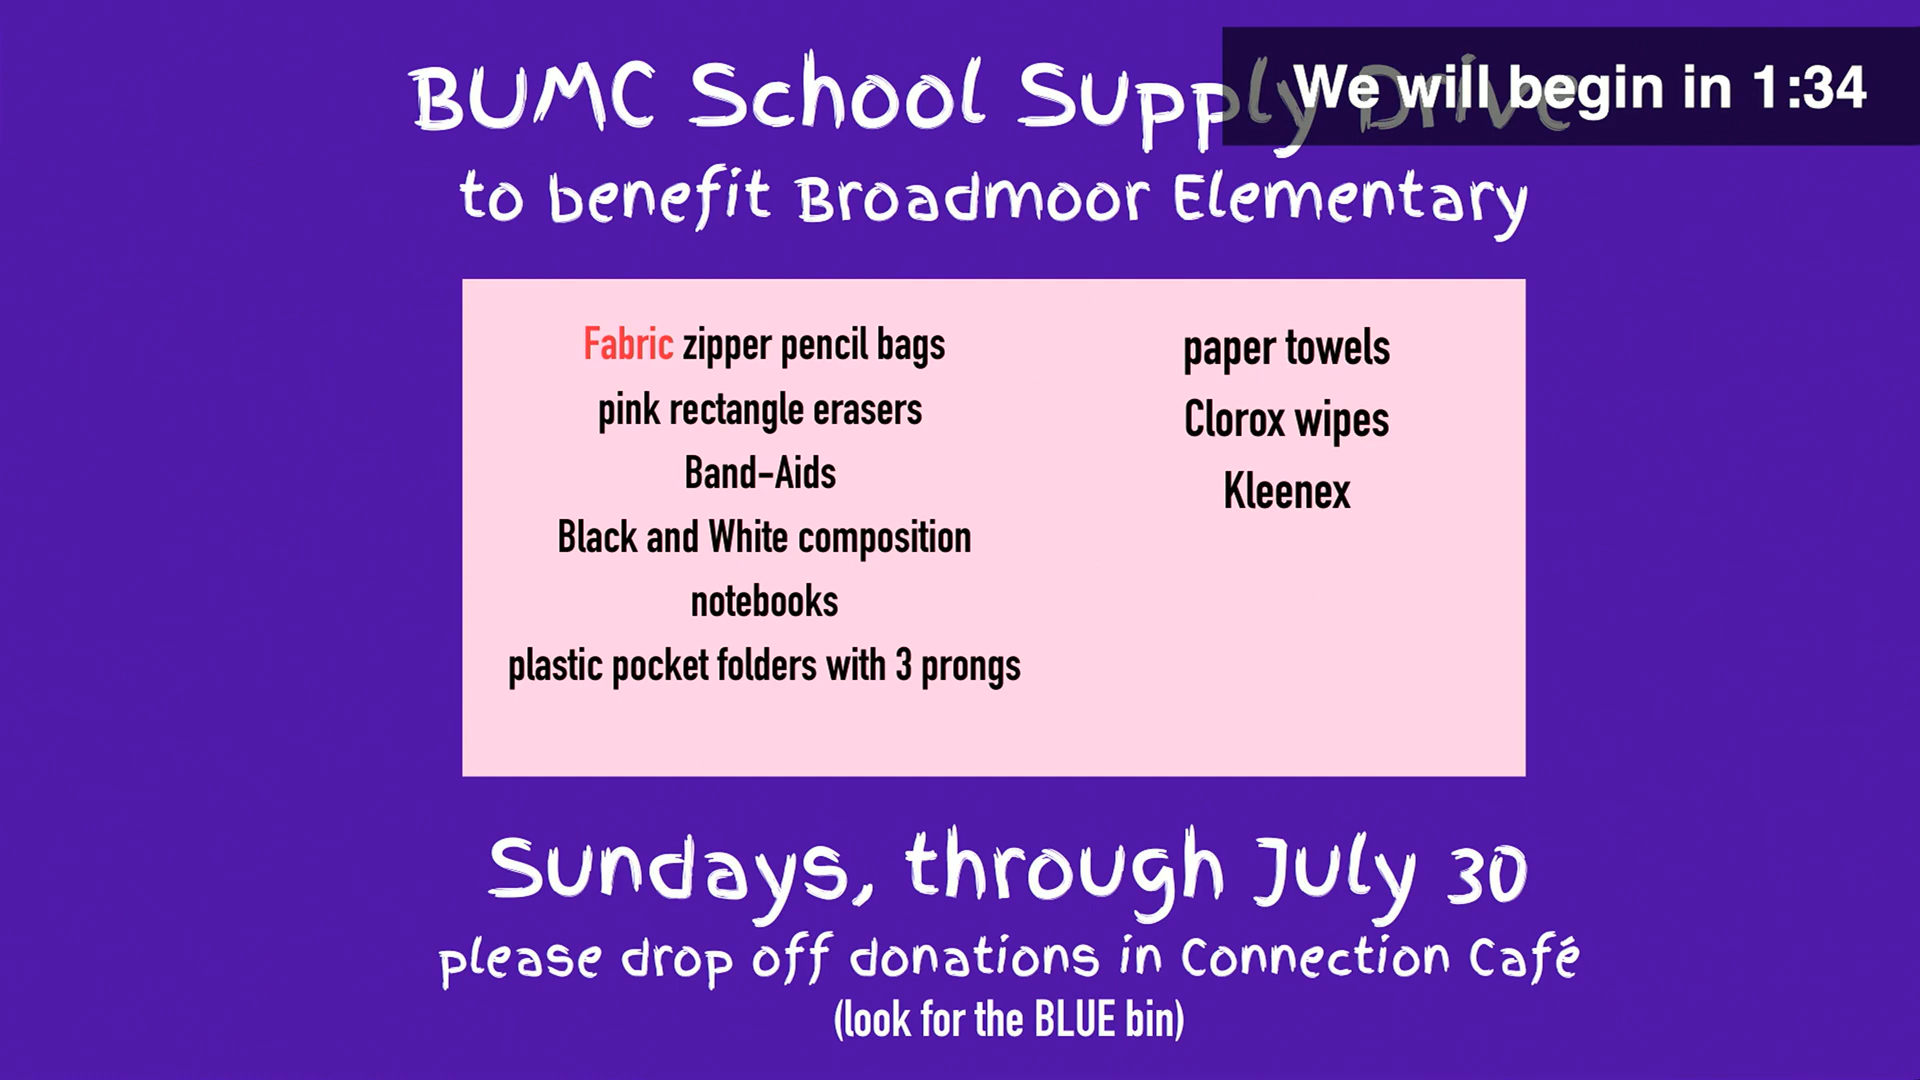 BUMC School Supply Drive
We will begin in 1:34
to benefit Broadmoor Elementary
Fabric zipper pencil bags
pink rectangle erasers
Band-Aids
Black and White composition
notebooks
plastic pocket folders with 3 prongs
paper towels
Clorox wipes
Kleenex
Sundays, through July 30
please drop off donations in Connection Café
(look for the BLUE bin)